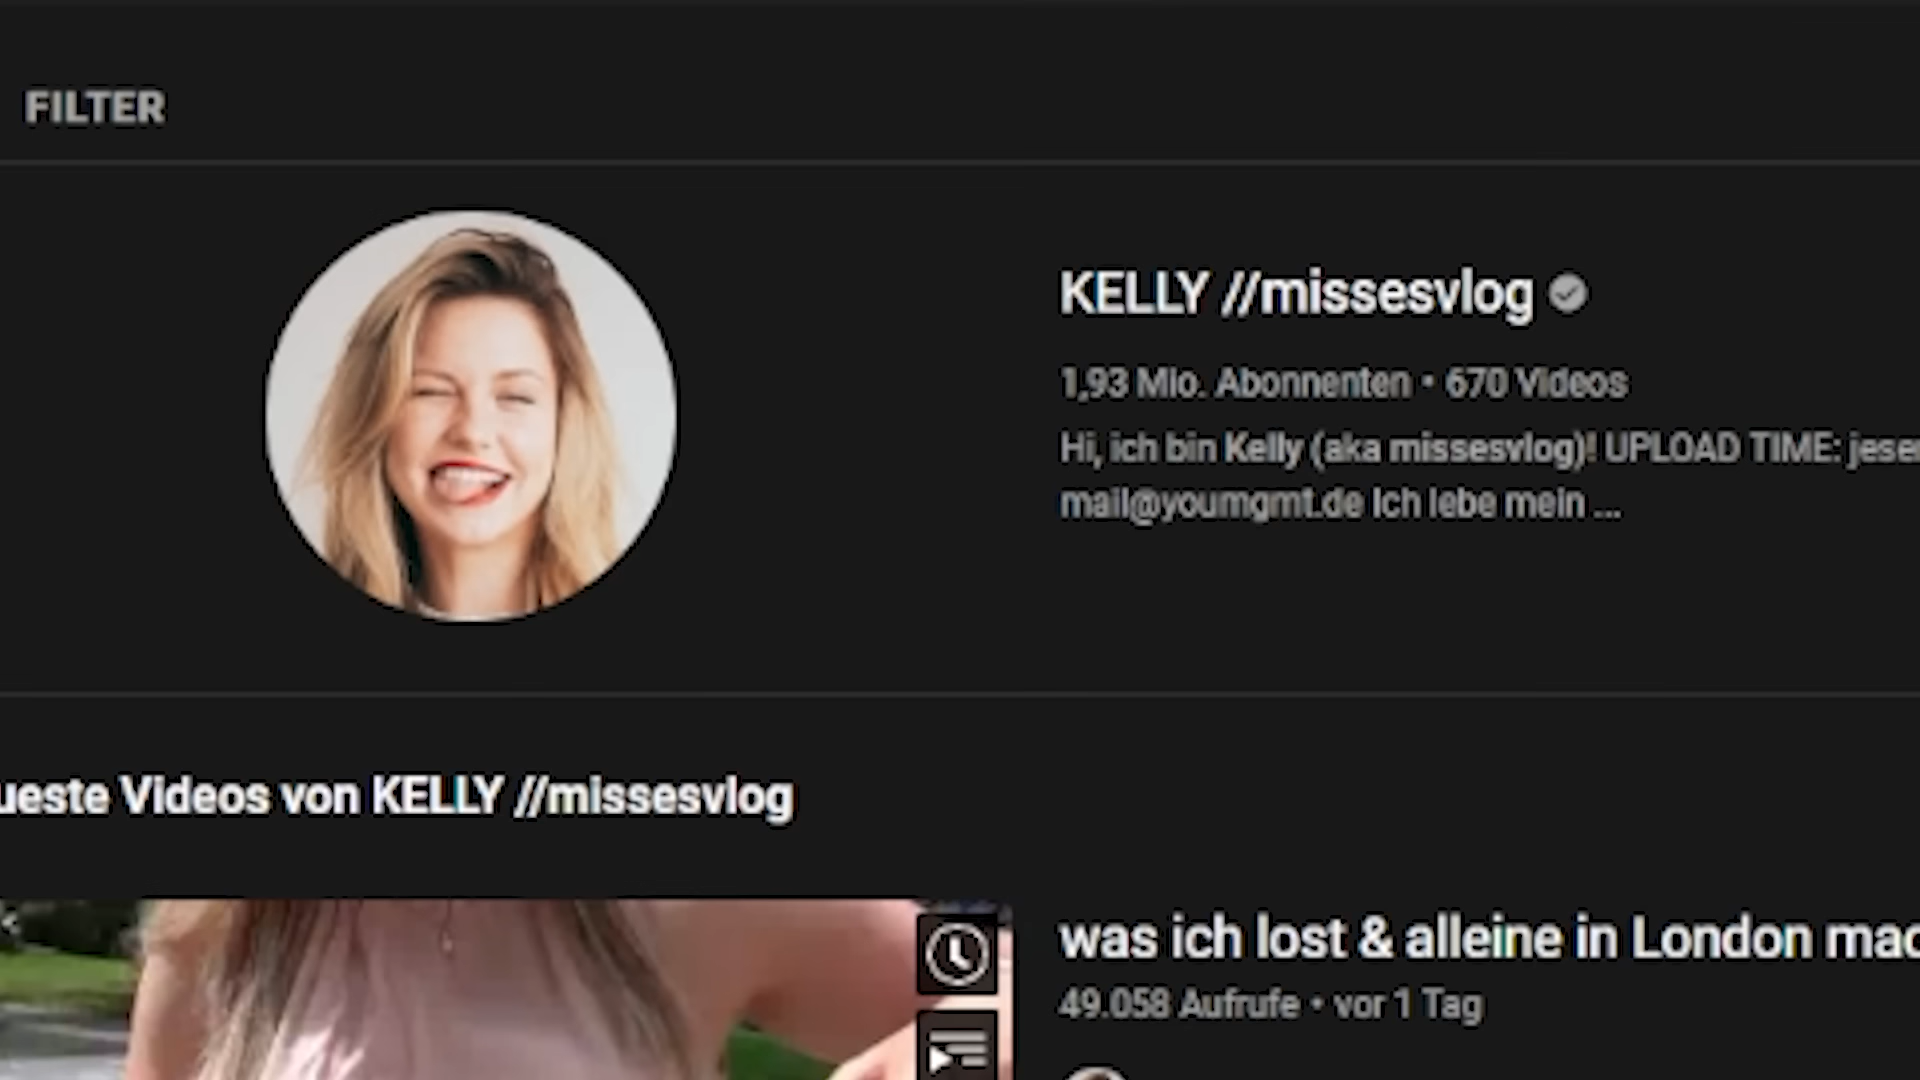 FILTER
KELLY //missesvlog
1,93 Mio. Abonnenten • 670 Videos
Hi, ich bin Kelly (aka missesvlog)! UPLOAD TIME: jeser
mail@youmgmt.de Ich lebe mein ...
ueste Videos von KELLY //missesvlog
was ich lost & alleine in London mac
49.058 Aufrufe • vor 1 Tag